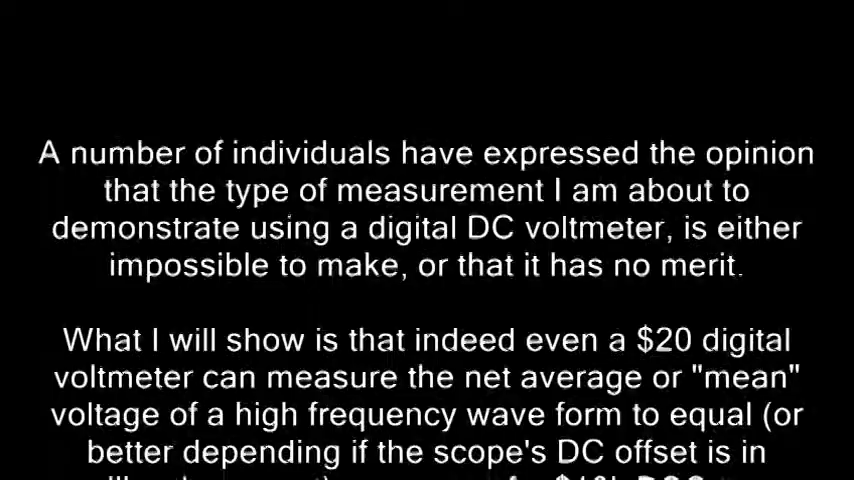 A number of individuals have expressed the opinion
that the type of measurement I am about to
demonstrate using a digital DC voltmeter, is either
impossible to make, or that it has no merit.
What I will show is that indeed even a $20 digital
voltmeter can measure the net average or "mean"
voltage of a high frequency wave form to equal (or
better depending if the scope's DC offset is in